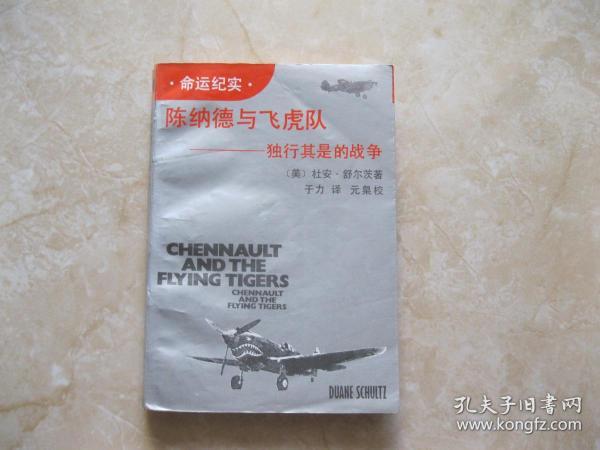 ·命运纪实·
陈纳德与飞虎队
——独行其是的战争
〔美〕杜安·舒尔茨著
于力 译 元杲校
CHENNAULT
AND THE
FLYING TIGERS
CHENNAULT
AND THE
FLYING TIGERS
DUANE SCHULTZ
孔夫子旧书网
www.kongfz.com